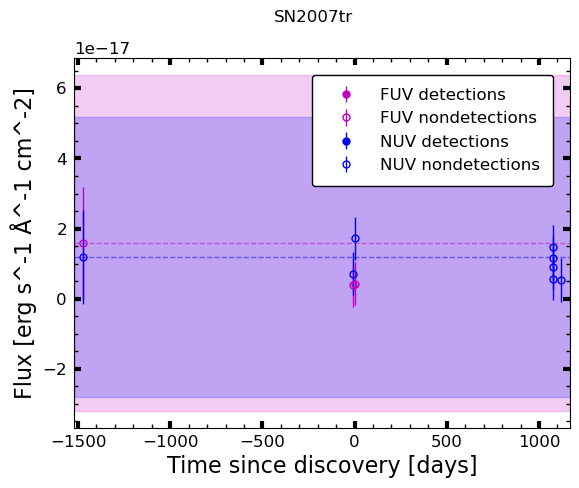 SN2007tr
1e−17
FUV detections
FUV nondetections
NUV detections
NUV nondetections
6
4
2
0
−2
Flux [erg s^-1 Å^-1 cm^-2]
−1500
−1000
−500
0
500
1000
Time since discovery [days]